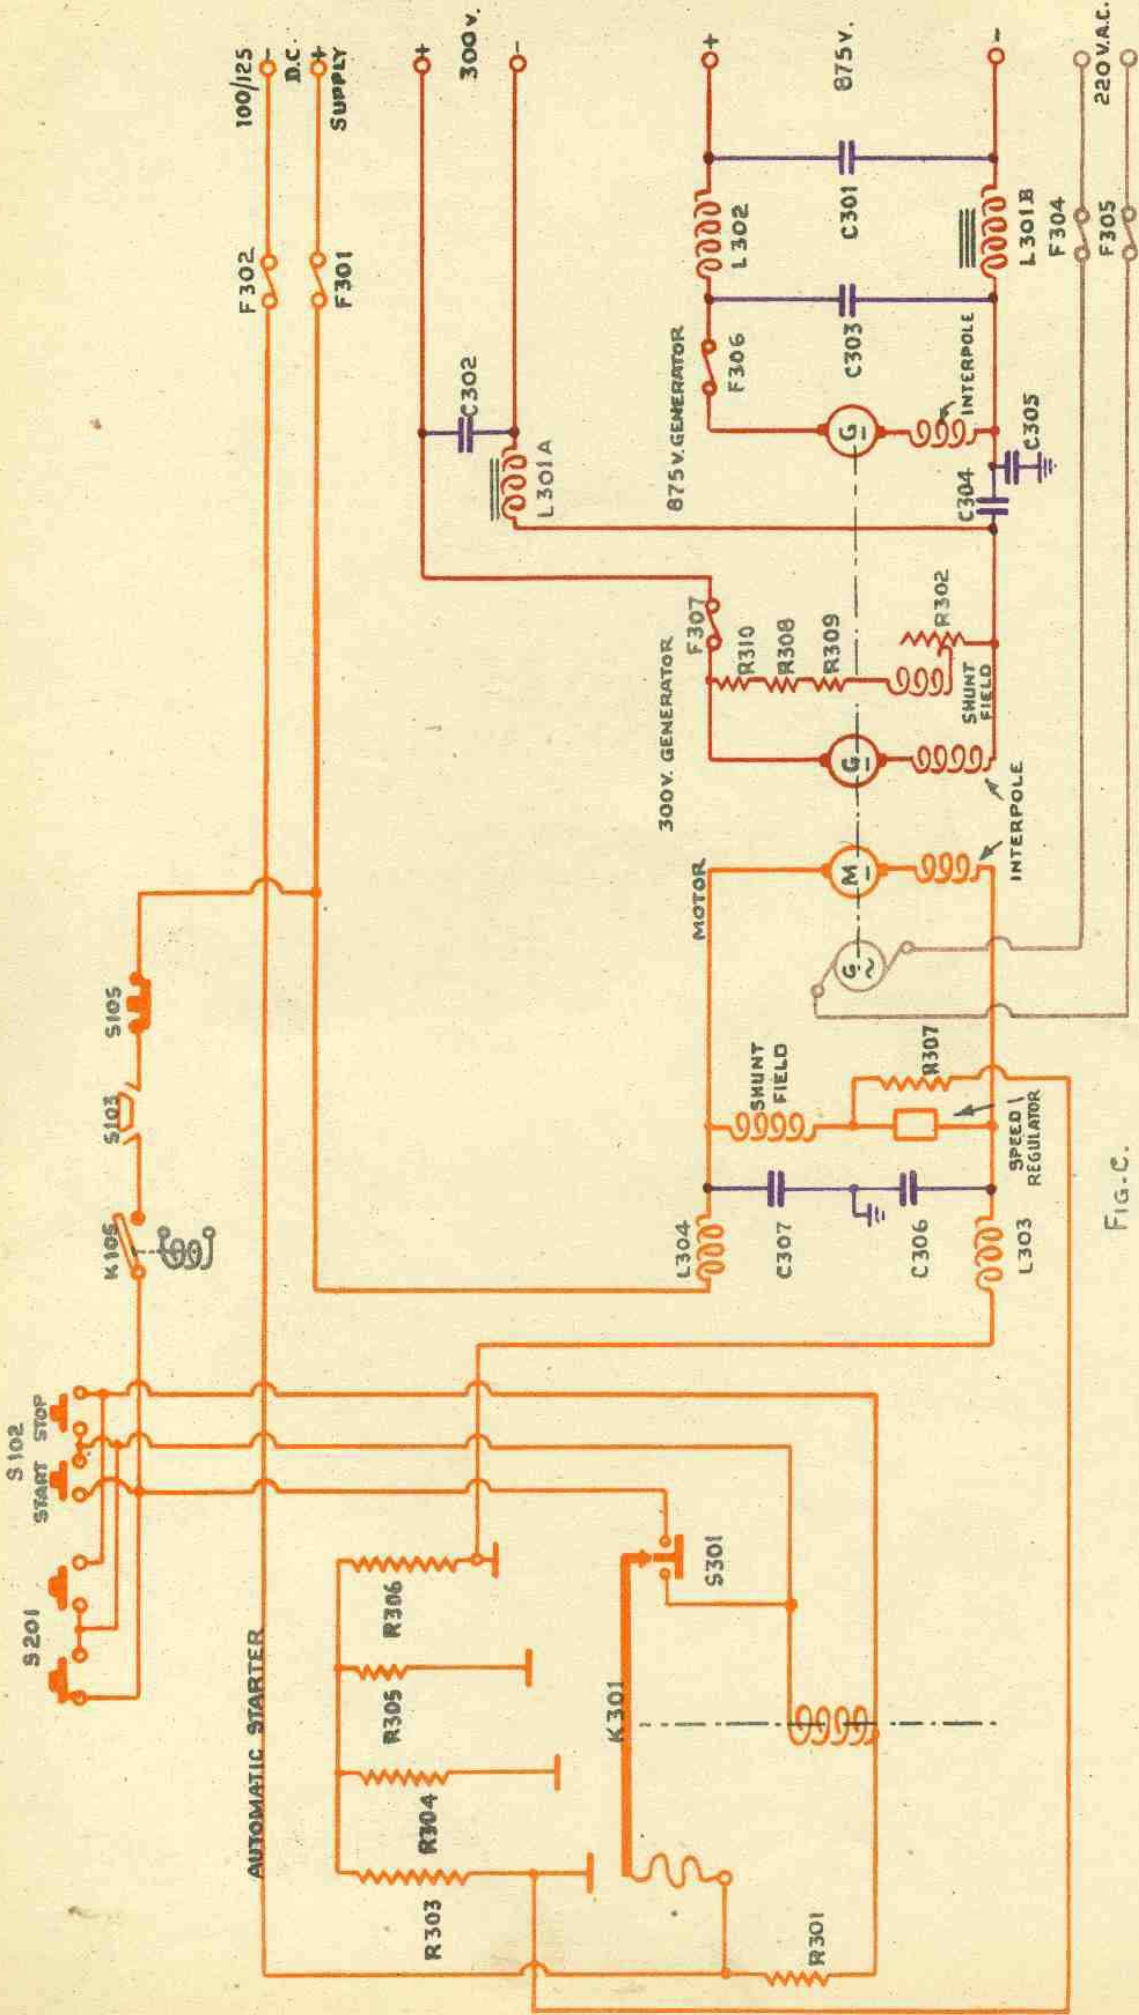 S102
START STOP
S201
K105
S103
S105
F302
F301
100/125
-
D.C.
+
SUPPLY
AUTOMATIC STARTER
R303
R304
R305
R306
K301
S301
R301
+
300V.
-
C302
L301A
L304
C307
C306
L303
SHUNT
FIELD
R307
SPEED
REGULATOR
MOTOR
M
G
INTERPOLE
300V. GENERATOR
G
F307
R310
R308
R309
R302
SHUNT
FIELD
875V. GENERATOR
G
F306
INTERPOLE
C304
C305
C303
L302
C301
L301B
+
875V.
-
F304
F305
220 V.A.C.
FIG. C.